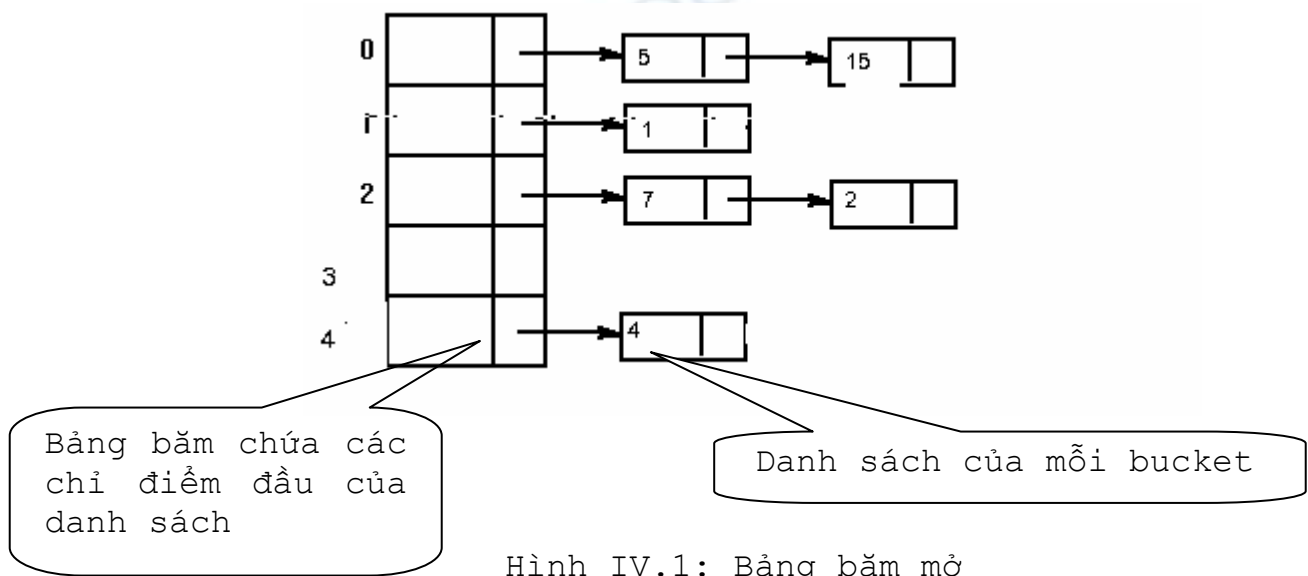 0 5 15
1 1
2 7 2
3
4 4
Bảng băm chứa các
chỉ điểm đầu của
danh sách
Danh sách của mỗi bucket
Hình IV.1: Bảng băm mở